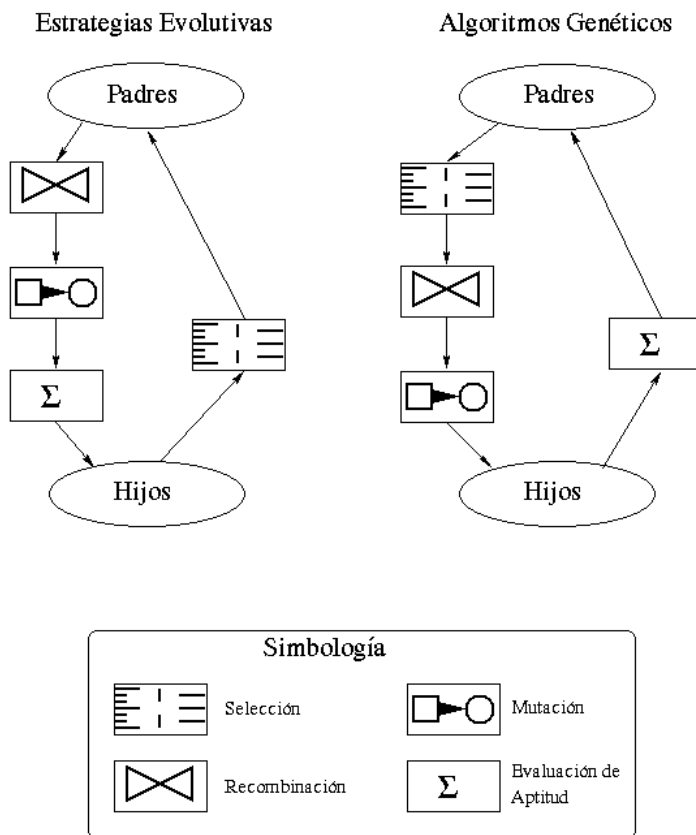 Estrategias Evolutivas
Algoritmos Genéticos
Padres
Padres
Σ
Σ
Hijos
Hijos
Simbología
Selección
Mutación
Recombinación
Σ
Evaluación de
Aptitud